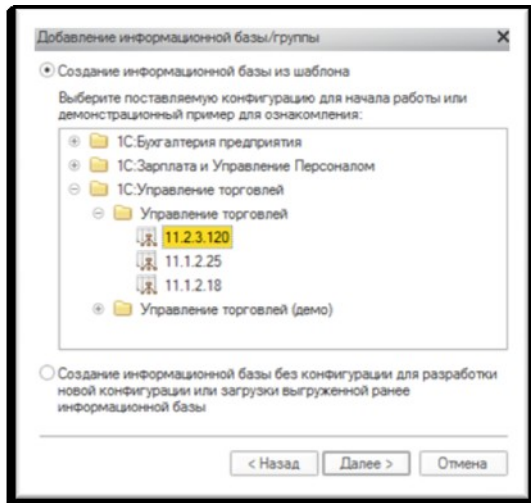 Добавление информационной базы/группы
Создание информационной базы из шаблона
Выберите поставляемую конфигурацию для начала работы или
демонстрационный пример для ознакомления:
1С:Бухгалтерия предприятия
1С:Зарплата и Управление Персоналом
1С:Управление торговлей
Управление торговлей
11.2.3.120
11.1.2.25
11.1.2.18
Управление торговлей (демо)
Создание информационной базы без конфигурации для разработки
новой конфигурации или загрузки выгруженной ранее
информационной базы
< Назад Далее > Отмена